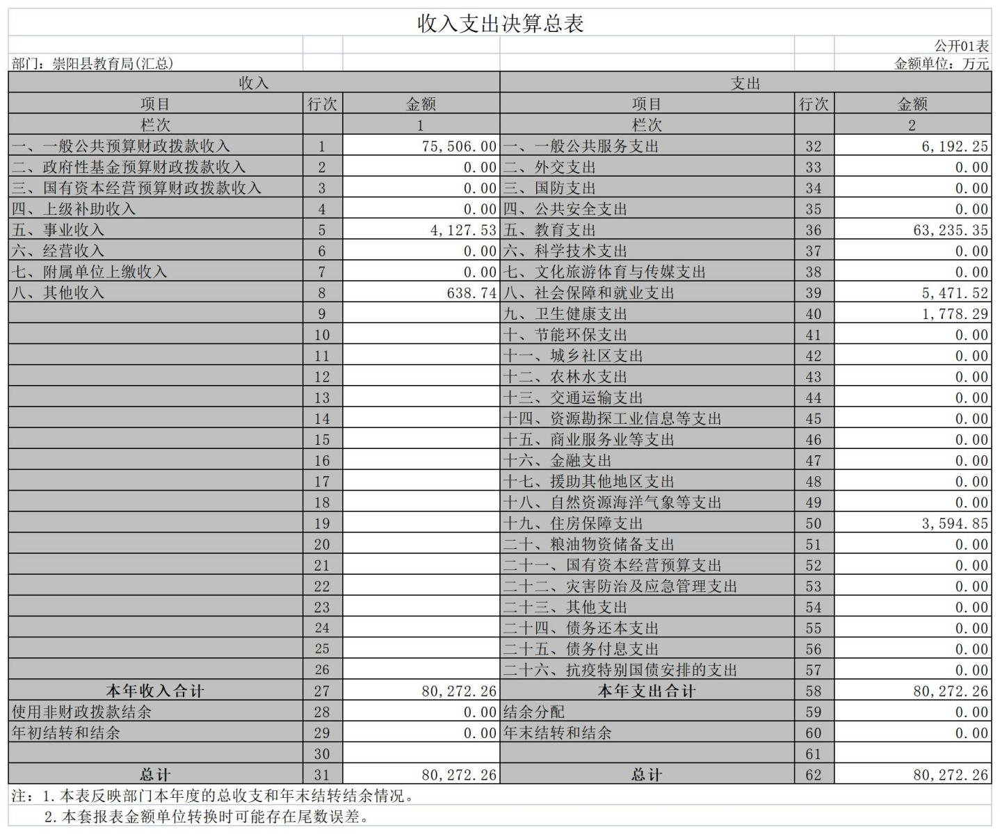 收入支出决算总表
公开01表
部门：崇阳县教育局(汇总) 金额单位：万元
收入 支出
项目 行次 金额 项目 行次 金额
栏次 1 栏次 2
一、一般公共预算财政拨款收入 1 75,506.00 一、一般公共服务支出 32 6,192.25
二、政府性基金预算财政拨款收入 2 0.00 二、外交支出 33 0.00
三、国有资本经营预算财政拨款收入 3 0.00 三、国防支出 34 0.00
四、上级补助收入 4 0.00 四、公共安全支出 35 0.00
五、事业收入 5 4,127.53 五、教育支出 36 63,235.35
六、经营收入 6 0.00 六、科学技术支出 37 0.00
七、附属单位上缴收入 7 0.00 七、文化旅游体育与传媒支出 38 0.00
八、其他收入 8 638.74 八、社会保障和就业支出 39 5,471.52
9 九、卫生健康支出 40 1,778.29
10 十、节能环保支出 41 0.00
11 十一、城乡社区支出 42 0.00
12 十二、农林水支出 43 0.00
13 十三、交通运输支出 44 0.00
14 十四、资源勘探工业信息等支出 45 0.00
15 十五、商业服务业等支出 46 0.00
16 十六、金融支出 47 0.00
17 十七、援助其他地区支出 48 0.00
18 十八、自然资源海洋气象等支出 49 0.00
19 十九、住房保障支出 50 3,594.85
20 二十、粮油物资储备支出 51 0.00
21 二十一、国有资本经营预算支出 52 0.00
22 二十二、灾害防治及应急管理支出 53 0.00
23 二十三、其他支出 54 0.00
24 二十四、债务还本支出 55 0.00
25 二十五、债务付息支出 56 0.00
26 二十六、抗疫特别国债安排的支出 57 0.00
本年收入合计 27 80,272.26 本年支出合计 58 80,272.26
使用非财政拨款结余 28 0.00 结余分配 59 0.00
年初结转和结余 29 0.00 年末结转和结余 60 0.00
30 61
总计 31 80,272.26 总计 62 80,272.26
注：1.本表反映部门本年度的总收支和年末结转结余情况。
2.本套报表金额单位转换时可能存在尾数误差。